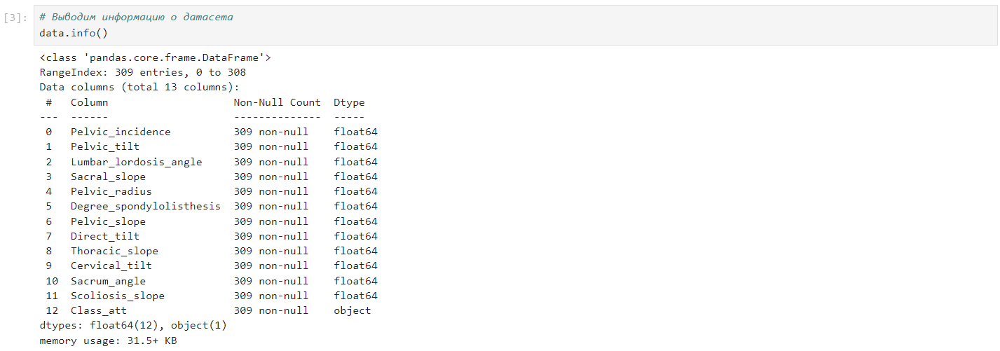 [3]: # Выводим информацию о датасета
data.info()
<class 'pandas.core.frame.DataFrame'>
RangeIndex: 309 entries, 0 to 308
Data columns (total 13 columns):
 #   Column                    Non-Null Count  Dtype
---  ------                    --------------  -----
 0   Pelvic_incidence          309 non-null    float64
 1   Pelvic_tilt               309 non-null    float64
 2   Lumbar_lordosis_angle     309 non-null    float64
 3   Sacral_slope              309 non-null    float64
 4   Pelvic_radius             309 non-null    float64
 5   Degree_spondylolisthesis  309 non-null    float64
 6   Pelvic_slope              309 non-null    float64
 7   Direct_tilt               309 non-null    float64
 8   Thoracic_slope            309 non-null    float64
 9   Cervical_tilt             309 non-null    float64
 10  Sacrum_angle              309 non-null    float64
 11  Scoliosis_slope           309 non-null    float64
 12  Class_att                 309 non-null    object
dtypes: float64(12), object(1)
memory usage: 31.5+ KB